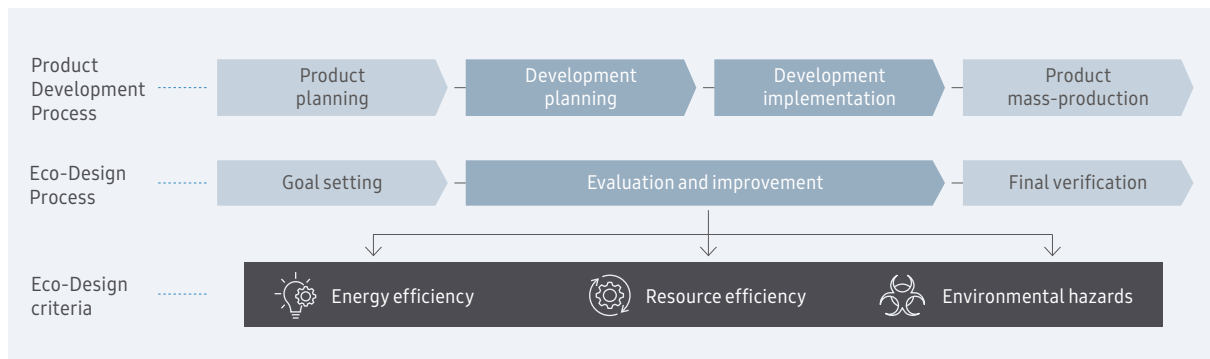 Product
Development
Process
Product
planning
Development
planning
Development
implementation
Product
mass-production
Eco-Design
Process
Goal setting
Evaluation and improvement
Final verification
Eco-Design
criteria
Energy efficiency
Resource efficiency
Environmental hazards